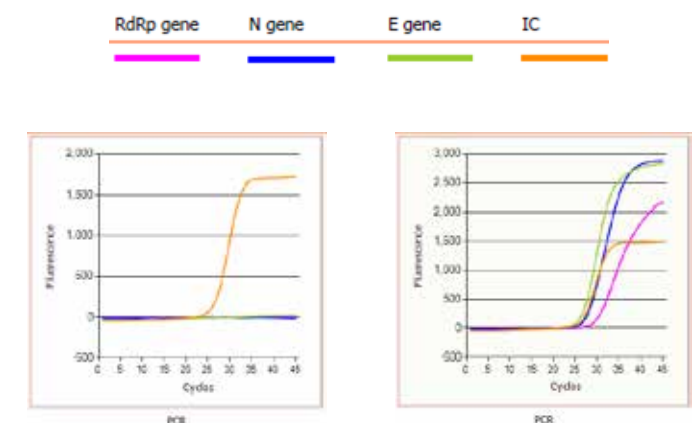 RdRp gene N gene E gene IC
2,000
1,500
1,000
500
0
-500
0 5 10 15 20 25 30 35 40 45
Fluorescence
Cycles
PCR
3,000
2,500
2,000
1,500
1,000
500
0
-500
0 5 10 15 20 25 30 35 40 45
Fluorescence
Cycles
PCR